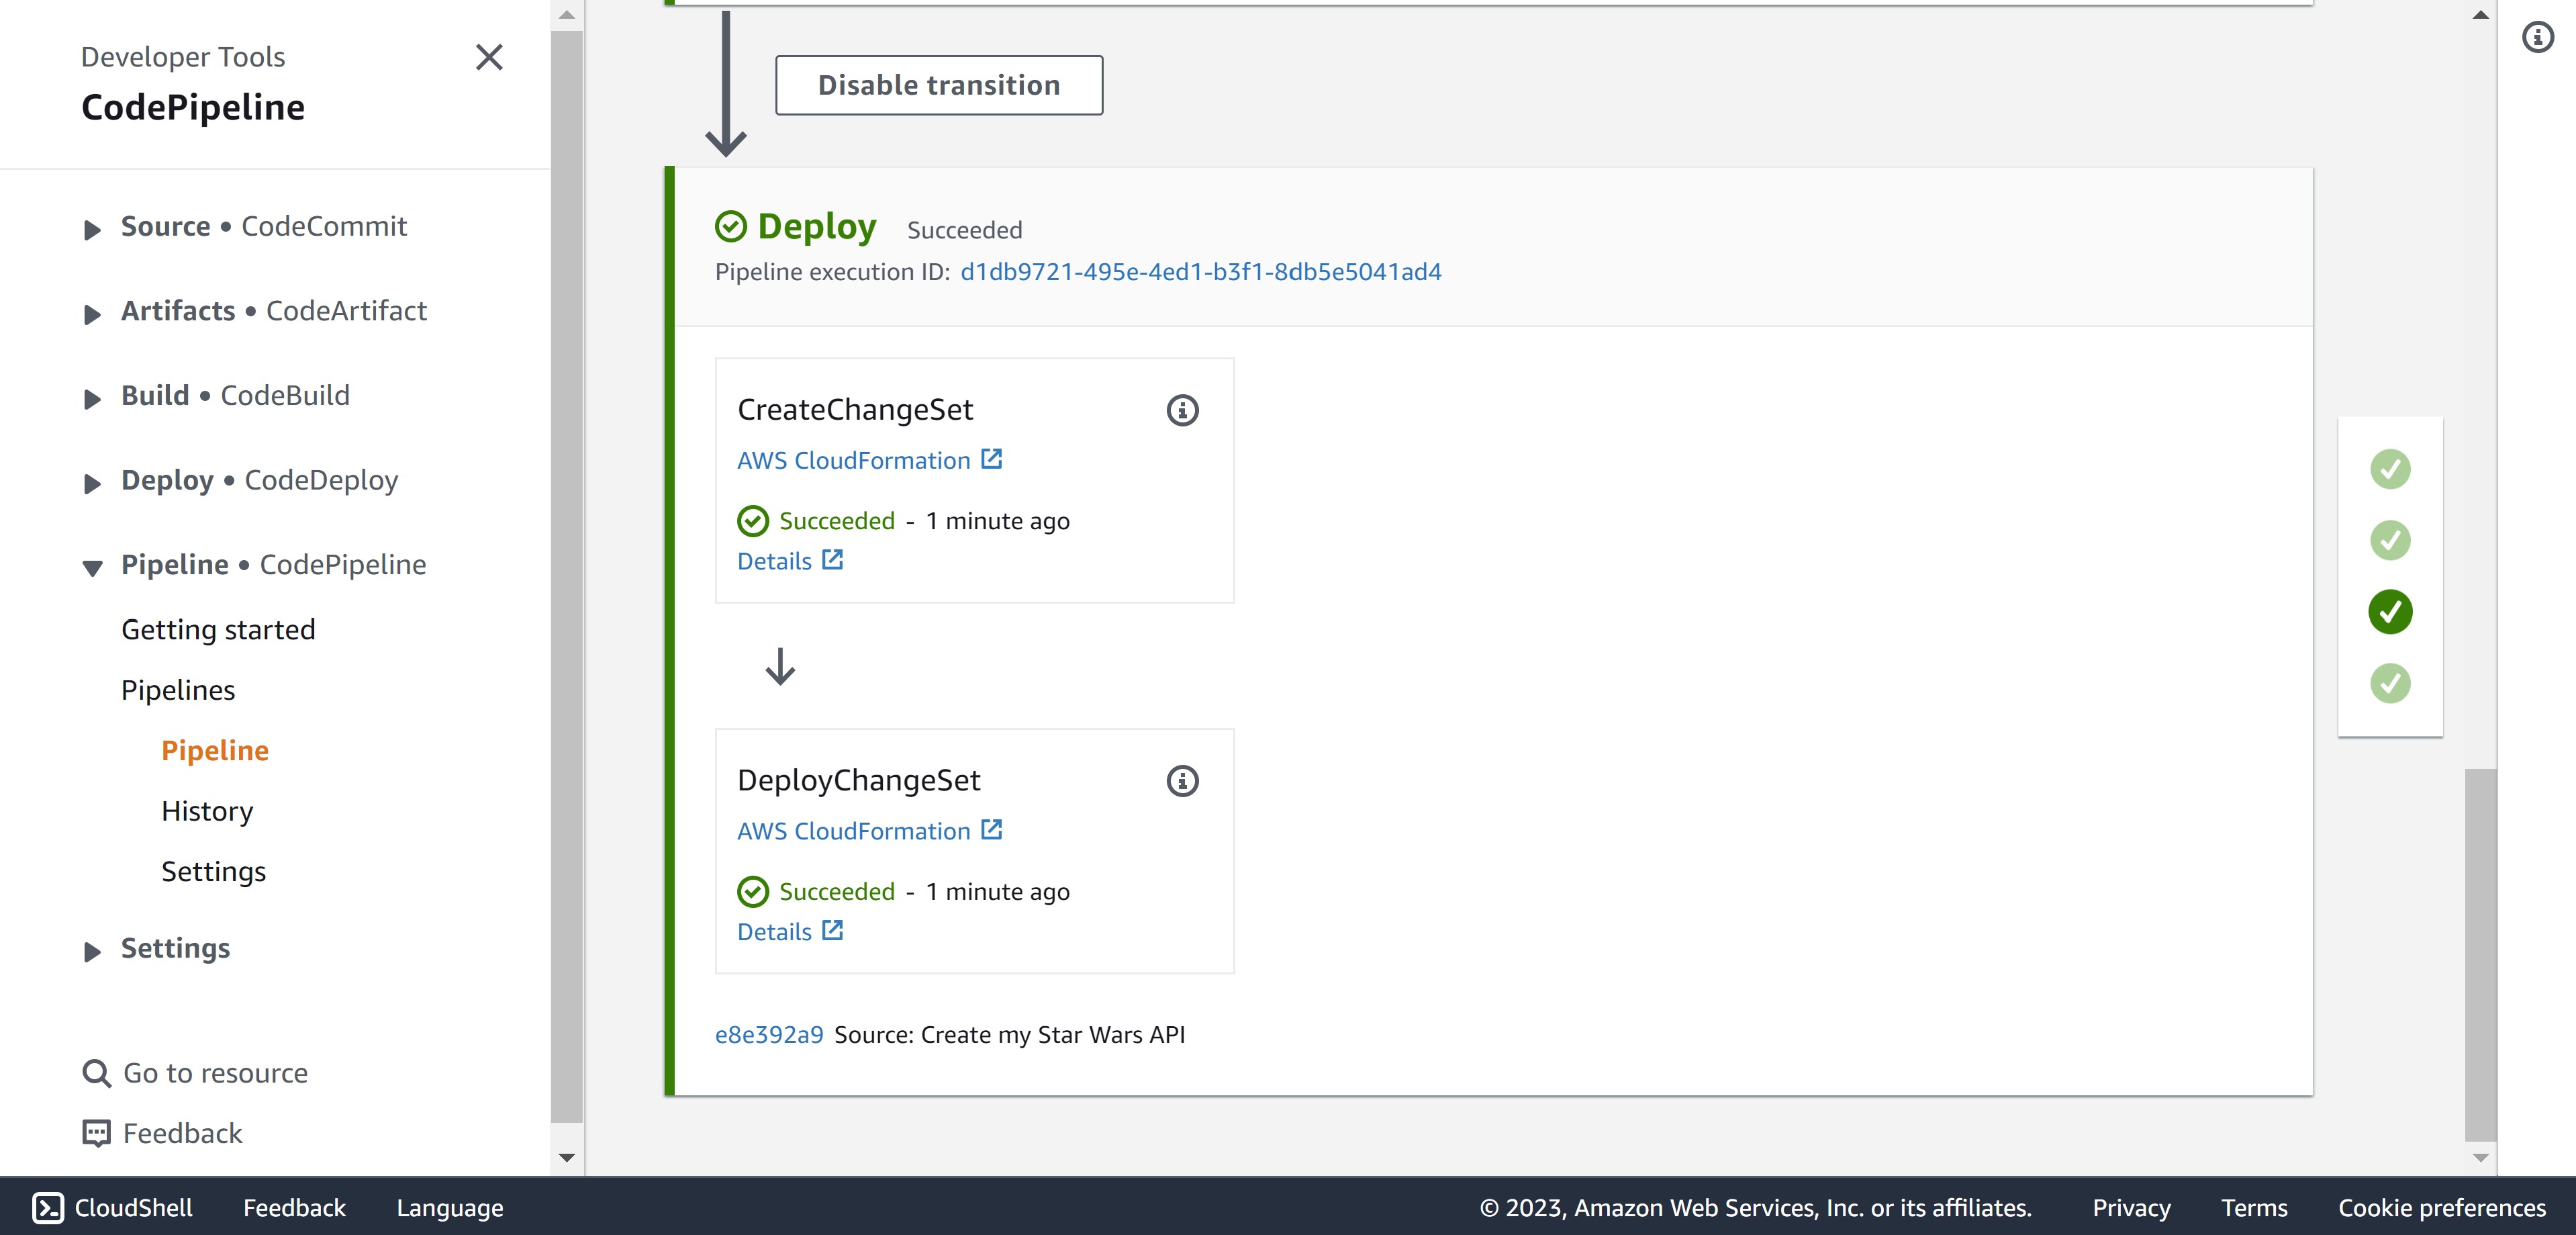 Developer Tools
CodePipeline
Source • CodeCommit
Artifacts • CodeArtifact
Build • CodeBuild
Deploy • CodeDeploy
Pipeline • CodePipeline
Getting started
Pipelines
Pipeline
History
Settings
Settings
Go to resource
Feedback
Disable transition
Deploy Succeeded
Pipeline execution ID: d1db9721-495e-4ed1-b3f1-8db5e5041ad4
CreateChangeSet
AWS CloudFormation
Succeeded - 1 minute ago
Details
DeployChangeSet
AWS CloudFormation
Succeeded - 1 minute ago
Details
e8e392a9 Source: Create my Star Wars API
CloudShell Feedback Language © 2023, Amazon Web Services, Inc. or its affiliates. Privacy Terms Cookie preferences